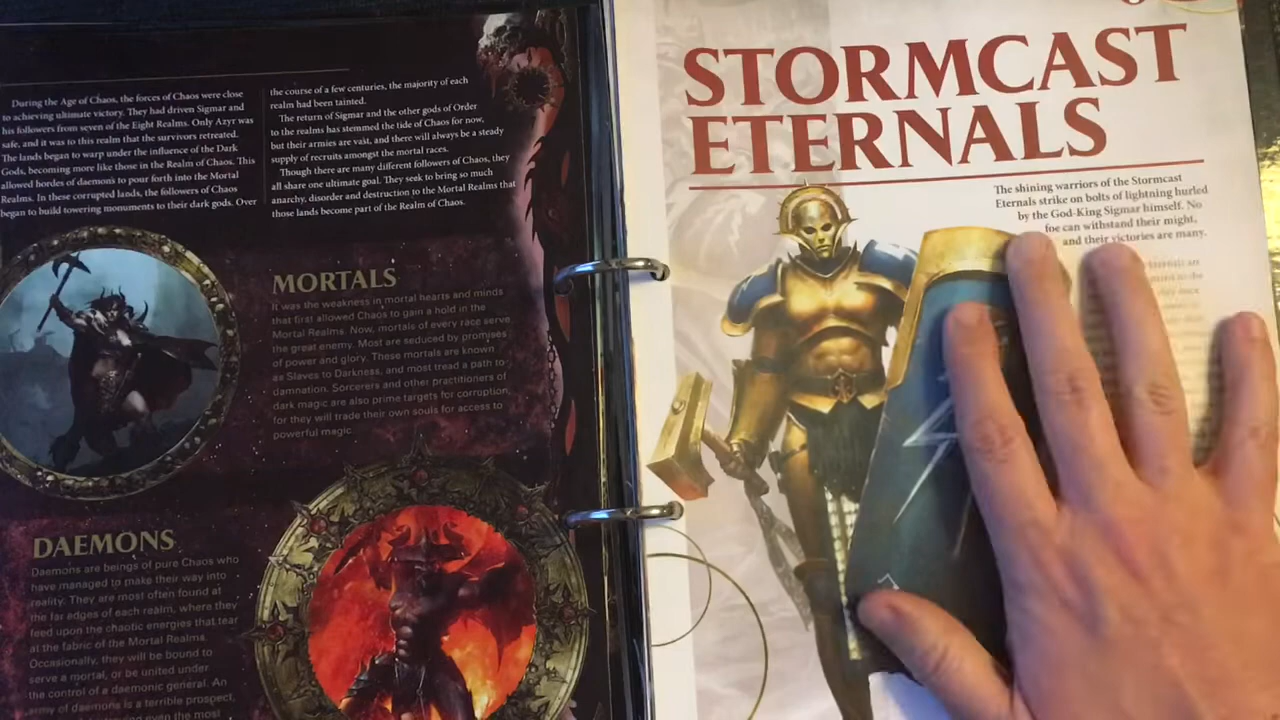 During the Age of Chaos, the forces of Chaos were close
to achieving ultimate victory. They had driven Sigmar and
his followers from seven of the Eight Realms. Only Azyr was
safe, and it was to this realm that the survivors retreated.
The lands began to warp under the influence of the Dark
Gods, becoming more like those in the Realm of Chaos. This
allowed hordes of daemons to pour forth into the Mortal
Realms. In these corrupted lands, the followers of Chaos
began to build towering monuments to their dark gods. Over
the course of a few centuries, the majority of each
realm had been tainted.
The return of Sigmar and the other gods of Order
to the realms has stemmed the tide of Chaos for now,
but their armies are vast, and there will always be a steady
supply of recruits amongst the mortal races.
Though there are many different followers of Chaos, they
all share one ultimate goal. They seek to bring so much
anarchy, disorder and destruction to the Mortal Realms that
those lands become part of the Realm of Chaos.
MORTALS
It was the weakness in mortal hearts and minds
that first allowed Chaos to gain a hold in the
Mortal Realms. Now, mortals of every race serve
the great enemy. Most are seduced by promises
of power and glory. These mortals are known
as Slaves to Darkness, and most tread a path to
damnation. Sorcerers and other practitioners of
dark magic are also prime targets for corruption,
for they will trade their own souls for access to
powerful magic.
DAEMONS
Daemons are beings of pure Chaos who
have managed to make their way into
reality. They are most often found at
the far edges of each realm, where they
feed upon the chaotic energies that tear
at the fabric of the Mortal Realms.
Occasionally, they will be bound to
serve a mortal, or be united under
the control of a daemonic general. An
army of daemons is a terrible prospect,
even the most
STORMCAST
ETERNALS
The shining warriors of the Stormcast
Eternals strike on bolts of lightning hurled
by the God-King Sigmar himself. No
foe can withstand their might,
and their victories are many.